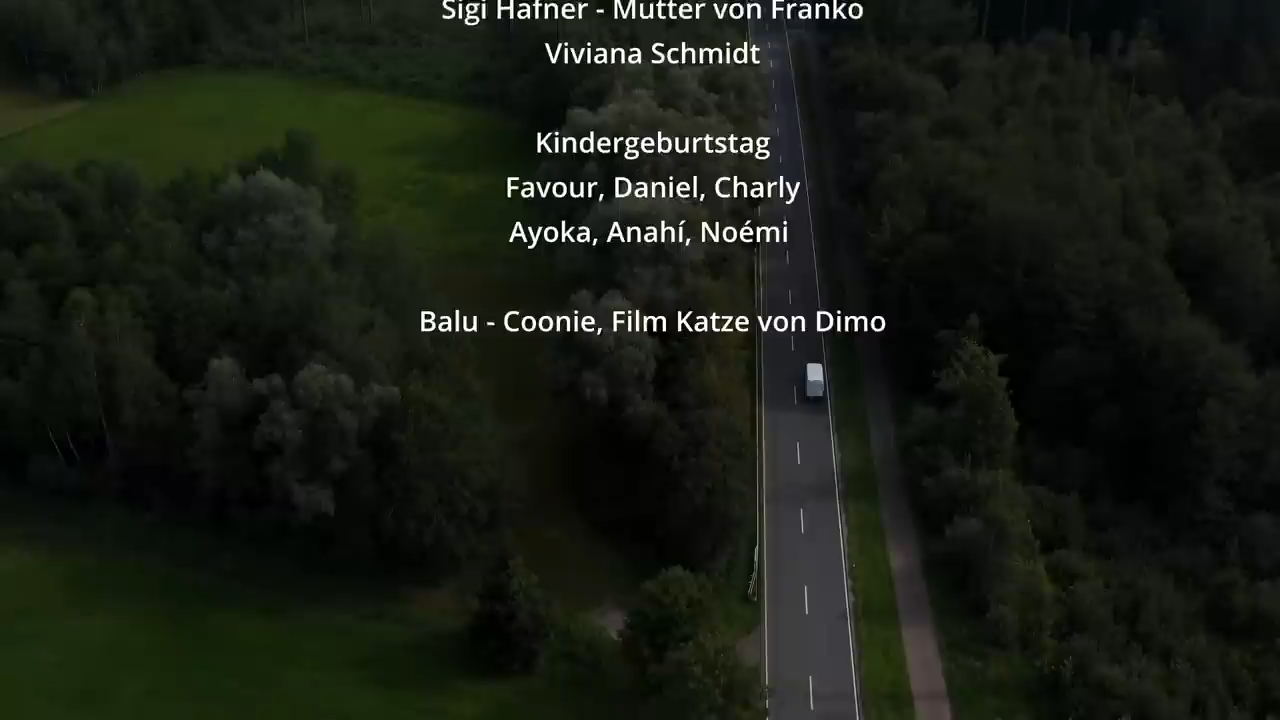 Sigi Hafner - Mutter von Franko
Viviana Schmidt
Kindergeburtstag
Favour, Daniel, Charly
Ayoka, Anahí, Noémi
Balu - Coonie, Film Katze von Dimo